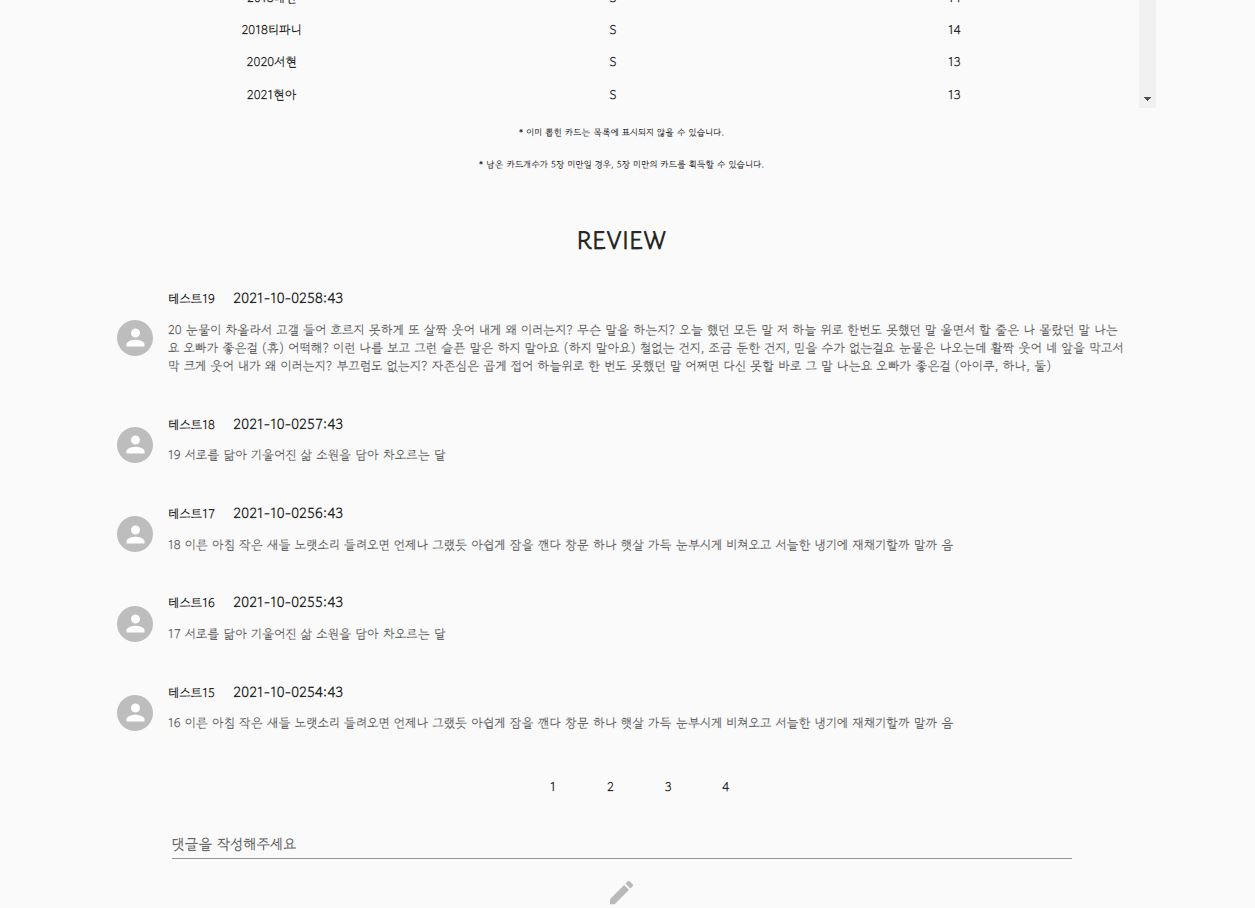 2018티파니 S 14
2020서현 S 13
2021현아 S 13
* 이미 뽑힌 카드는 목록에 표시되지 않을 수 있습니다.
* 남은 카드개수가 5장 미만일 경우, 5장 미만의 카드를 획득할 수 있습니다.
REVIEW
테스트19 2021-10-0258:43
20 눈물이 차올라서 고갤 들어 흐르지 못하게 또 살짝 웃어 내게 왜 이러는지? 무슨 말을 하는지? 오늘 했던 모든 말 저 하늘 위로 한번도 못했던 말 울면서 할 줄은 나 몰랐던 말 나는
요 오빠가 좋은걸 (휴) 어떡해? 이런 나를 보고 그런 슬픈 말은 하지 말아요 (하지 말아요) 철없는 건지, 조금 둔한 건지, 믿을 수가 없는걸요 눈물은 나오는데 활짝 웃어 네 앞을 막고서
막 크게 웃어 내가 왜 이러는지? 부끄럼도 없는지? 자존심은 곱게 접어 하늘위로 한 번도 못했던 말 어쩌면 다신 못할 바로 그 말 나는요 오빠가 좋은걸 (아이쿠, 하나, 둘)
테스트18 2021-10-0257:43
19 서로를 닮아 기울어진 삶 소원을 담아 차오르는 달
테스트17 2021-10-0256:43
18 이른 아침 작은 새들 노랫소리 들려오면 언제나 그랬듯 아쉽게 잠을 깬다 창문 하나 햇살 가득 눈부시게 비쳐오고 서늘한 냉기에 재채기할까 말까 음
테스트16 2021-10-0255:43
17 서로를 닮아 기울어진 삶 소원을 담아 차오르는 달
테스트15 2021-10-0254:43
16 이른 아침 작은 새들 노랫소리 들려오면 언제나 그랬듯 아쉽게 잠을 깬다 창문 하나 햇살 가득 눈부시게 비쳐오고 서늘한 냉기에 재채기할까 말까 음
1 2 3 4
댓글을 작성해주세요